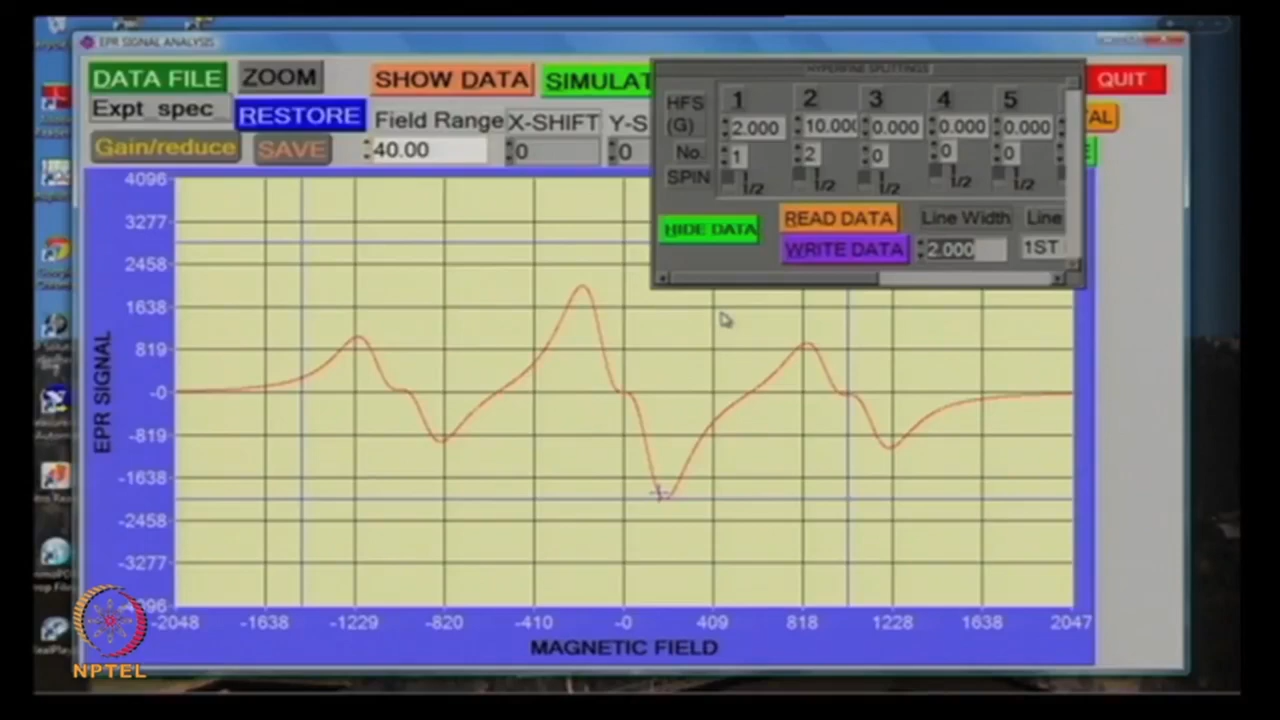 EPR SIGNAL ANALYSIS
DATA FILE ZOOM SHOW DATA SIMULAT QUIT
Expt spec RESTORE Field Range X-SHIFT Y-S AL
Gain/reduce SAVE 40.00 0 0
HYPERFINE SPLITTINGS
HFS 1 2 3 4 5
(G) 2.000 10.000 0.000 0.000 0.000
No. 1 2 0 0 0
SPIN 1/2 1/2 1/2 1/2 1/2
HIDE DATA READ DATA Line Width Line
WRITE DATA 2.000 1ST
4096
3277
2458
1638
819
-0
-819
-1638
-2458
-3277
4096
EPR SIGNAL
-2048 -1638 -1229 -820 -410 -0 409 818 1228 1638 2047
MAGNETIC FIELD
NPTEL